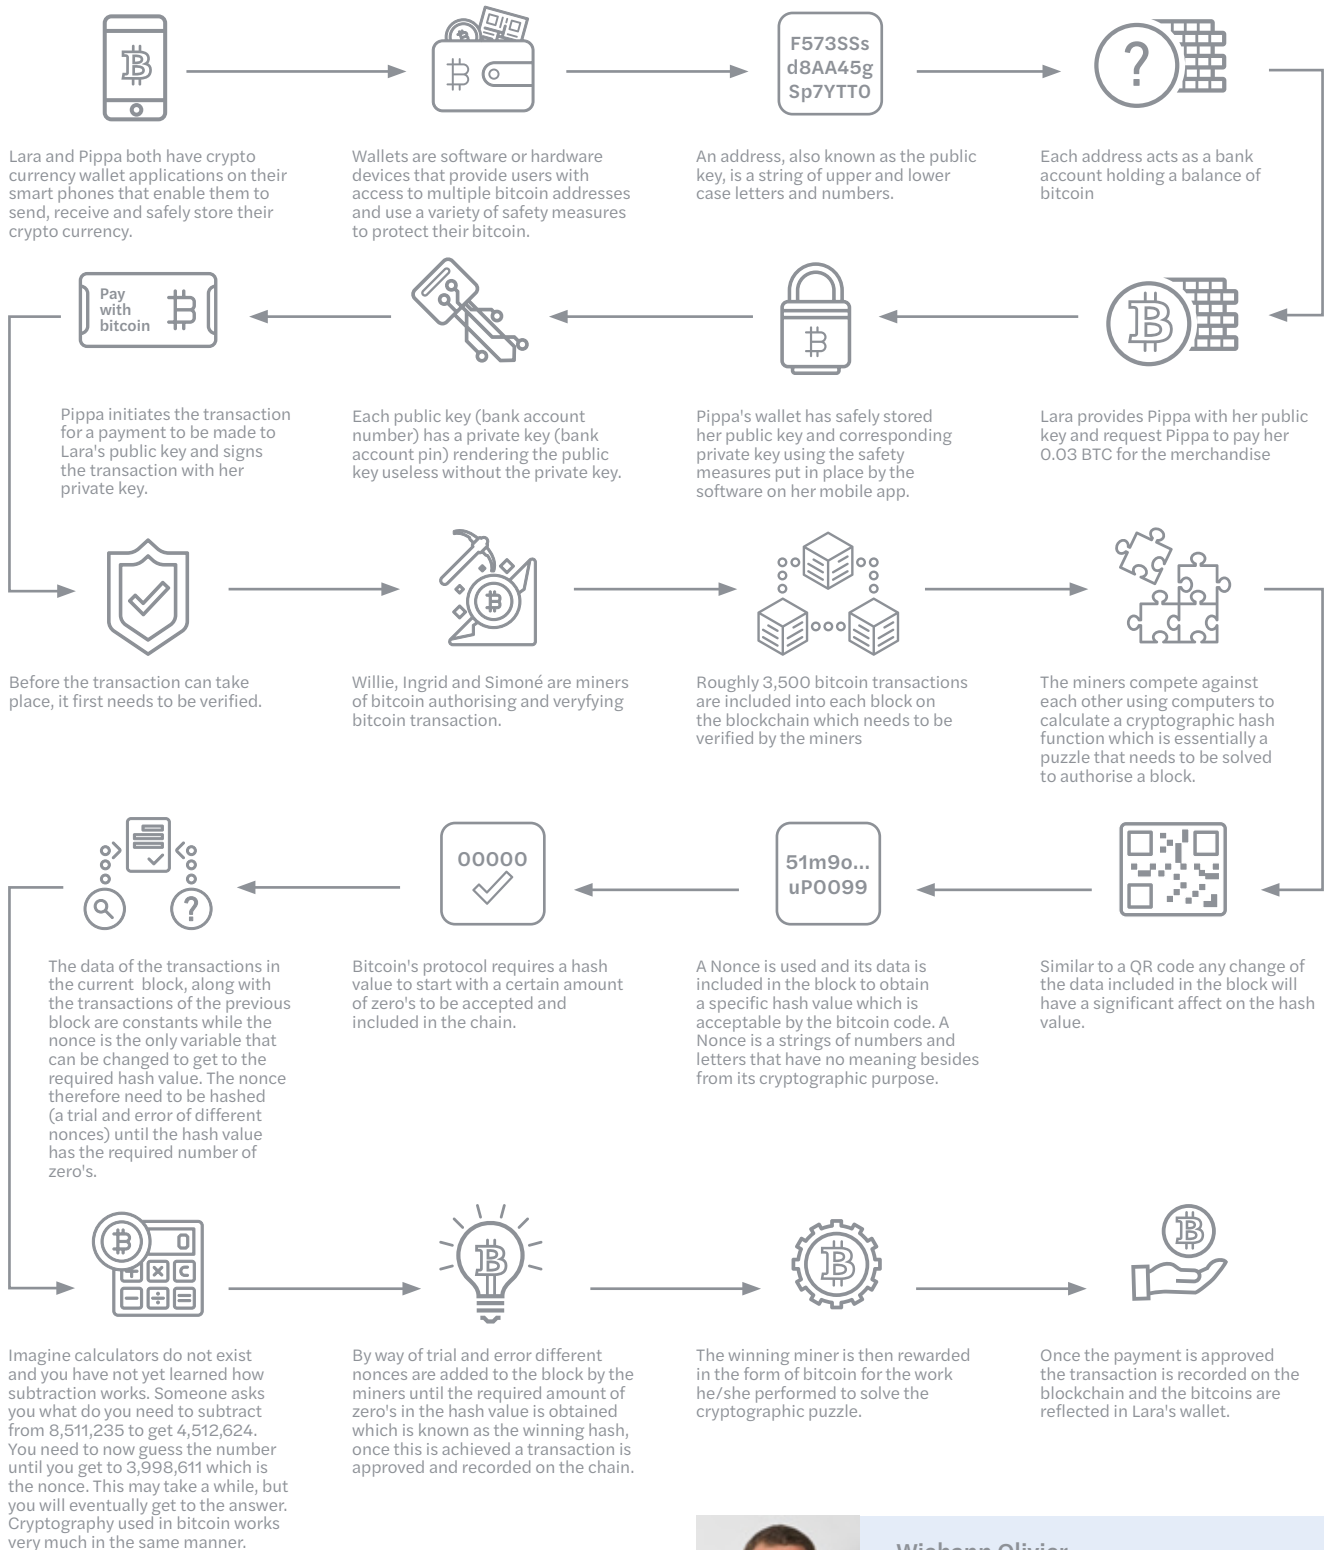 Lara and Pippa both have crypto
currency wallet applications on their
smart phones that enable them to
send, receive and safely store their
crypto currency.
Wallets are software or hardware
devices that provide users with
access to multiple bitcoin addresses
and use a variety of safety measures
to protect their bitcoin.
F573SSs
d8AA45g
Sp7YTT0
An address, also known as the public
key, is a string of upper and lower
case letters and numbers.
?
Each address acts as a bank
account holding a balance of
bitcoin
Lara provides Pippa with her public
key and request Pippa to pay her
0.03 BTC for the merchandise
Pippa's wallet has safely stored
her public key and corresponding
private key using the safety
measures put in place by the
software on her mobile app.
Each public key (bank account
number) has a private key (bank
account pin) rendering the public
key useless without the private key.
Pay
with
bitcoin
Pippa initiates the transaction
for a payment to be made to
Lara's public key and signs
the transaction with her
private key.
Before the transaction can take
place, it first needs to be verified.
Willie, Ingrid and Simoné are miners
of bitcoin authorising and veryfying
bitcoin transaction.
Roughly 3,500 bitcoin transactions
are included into each block on
the blockchain which needs to be
verified by the miners
The miners compete against
each other using computers to
calculate a cryptographic hash
function which is essentially a
puzzle that needs to be solved
to authorise a block.
Similar to a QR code any change of
the data included in the block will
have a significant affect on the hash
value.
51m9o...
uP0099
A Nonce is used and its data is
included in the block to obtain
a specific hash value which is
acceptable by the bitcoin code. A
Nonce is a strings of numbers and
letters that have no meaning besides
from its cryptographic purpose.
00000
Bitcoin's protocol requires a hash
value to start with a certain amount
of zero's to be accepted and
included in the chain.
?
The data of the transactions in
the current  block, along with
the transactions of the previous
block are constants while the
nonce is the only variable that
can be changed to get to the
required hash value. The nonce
therefore need to be hashed
(a trial and error of different
nonces) until the hash value
has the required number of
zero's.
0
× C
− ÷ =
Imagine calculators do not exist
and you have not yet learned how
subtraction works. Someone asks
you what do you need to subtract
from 8,511,235 to get 4,512,624.
You need to now guess the number
until you get to 3,998,611 which is
the nonce. This may take a while, but
you will eventually get to the answer.
Cryptography used in bitcoin works
very much in the same manner.
By way of trial and error different
nonces are added to the block by the
miners until the required amount of
zero's in the hash value is obtained
which is known as the winning hash,
once this is achieved a transaction is
approved and recorded on the chain.
The winning miner is then rewarded
in the form of bitcoin for the work
he/she performed to solve the
cryptographic puzzle.
Once the payment is approved
the transaction is recorded on the
blockchain and the bitcoins are
reflected in Lara's wallet.